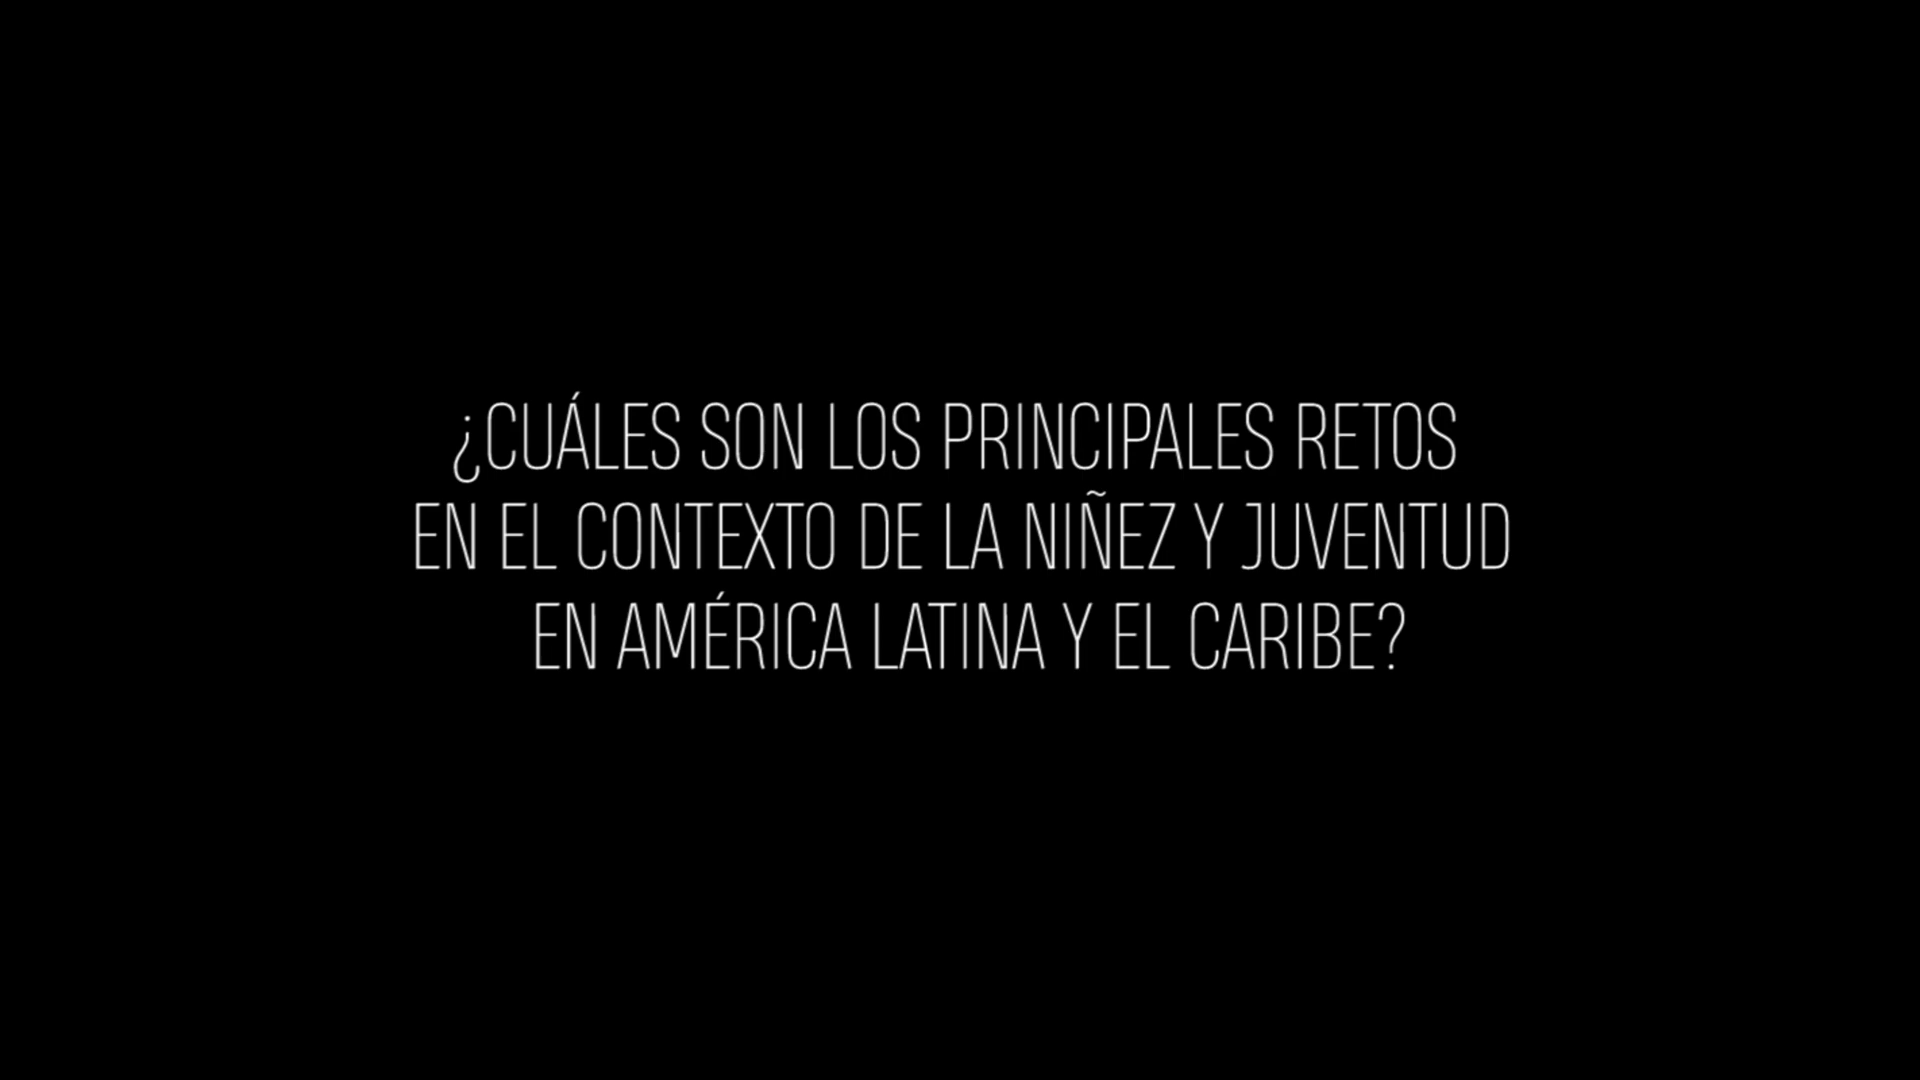 ¿CUÁLES SON LOS PRINCIPALES RETOS
EN EL CONTEXTO DE LA NIÑEZ Y JUVENTUD
EN AMÉRICA LATINA Y EL CARIBE?